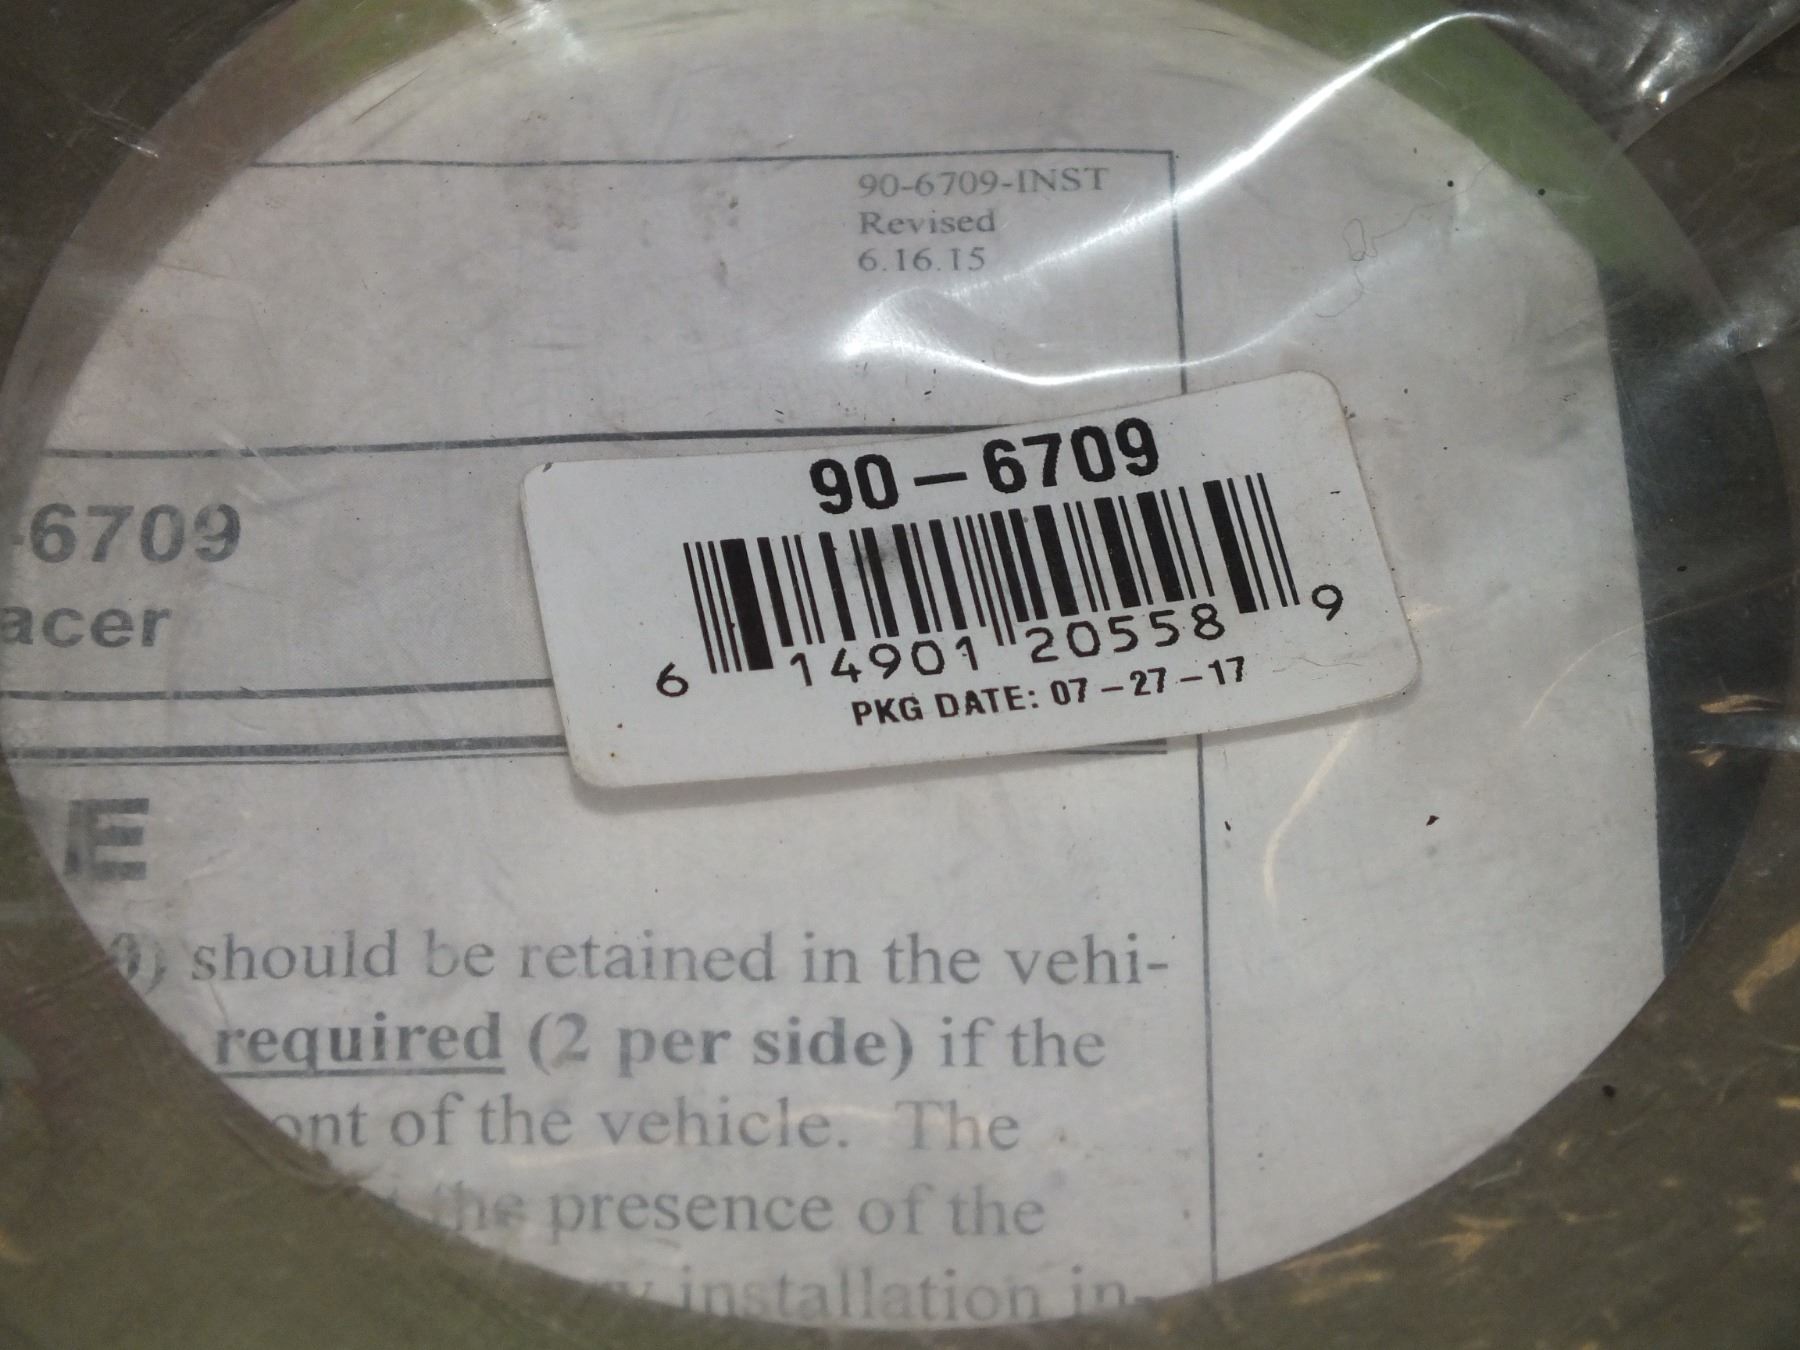 90-6709-INST
Revised
6.16.15
90-6709
6 14901 20558 9
PKG DATE: 07-27-17
-6709
acer
E
) should be retained in the vehi-
required (2 per side) if the
ont of the vehicle. The
the presence of the
installation in-